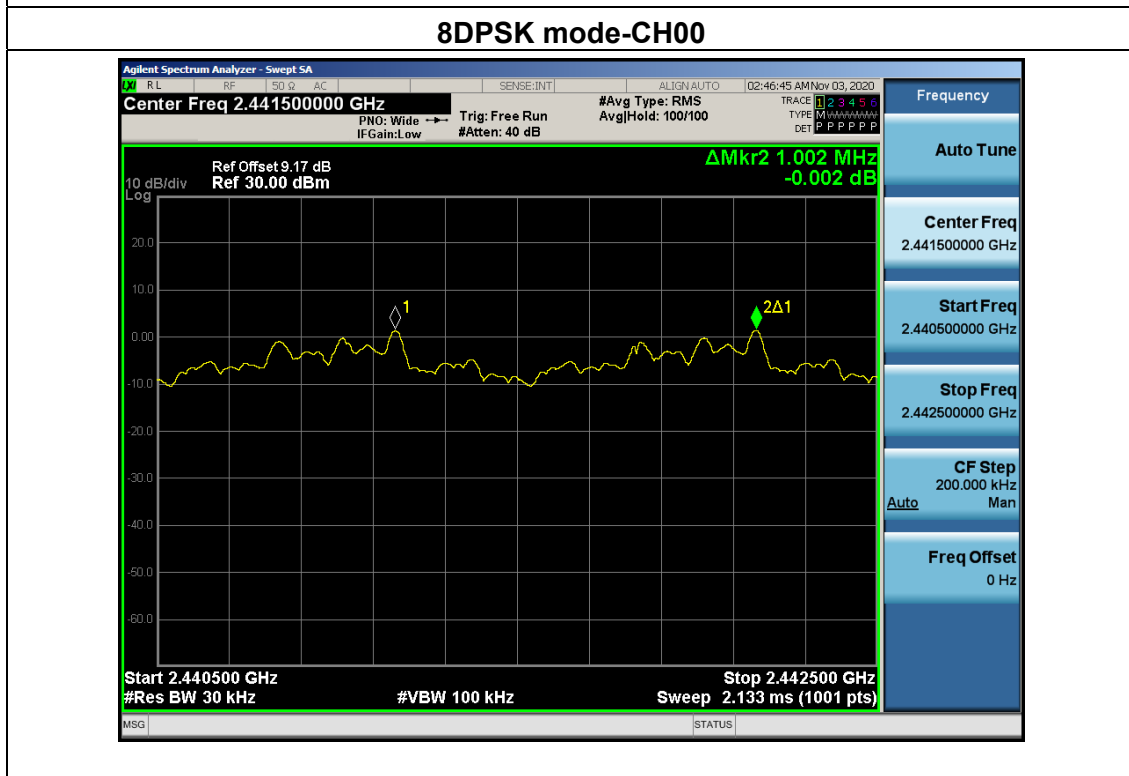 8DPSK mode-CH00
Agilent Spectrum Analyzer - Swept SA
LXI RL RF 50 Ω AC SENSE:INT ALIGN AUTO 02:46:45 AM Nov 03, 2020
Center Freq 2.441500000 GHz #Avg Type: RMS TRACE 1 2 3 4 5 6
PNO: Wide Trig: Free Run Avg|Hold: 100/100 TYPE M WWWWW
IFGain:Low #Atten: 40 dB DET P P P P P P
Frequency
Auto Tune
Center Freq
2.441500000 GHz
Start Freq
2.440500000 GHz
Stop Freq
2.442500000 GHz
CF Step
200.000 kHz
Auto Man
Freq Offset
0 Hz
ΔMkr2 1.002 MHz
-0.002 dB
Ref Offset 9.17 dB
10 dB/div Ref 30.00 dBm
Log
20.0
10.0
1
2Δ1
0.00
-10.0
-20.0
-30.0
-40.0
-50.0
-60.0
Start 2.440500 GHz Stop 2.442500 GHz
#Res BW 30 kHz #VBW 100 kHz Sweep 2.133 ms (1001 pts)
MSG STATUS